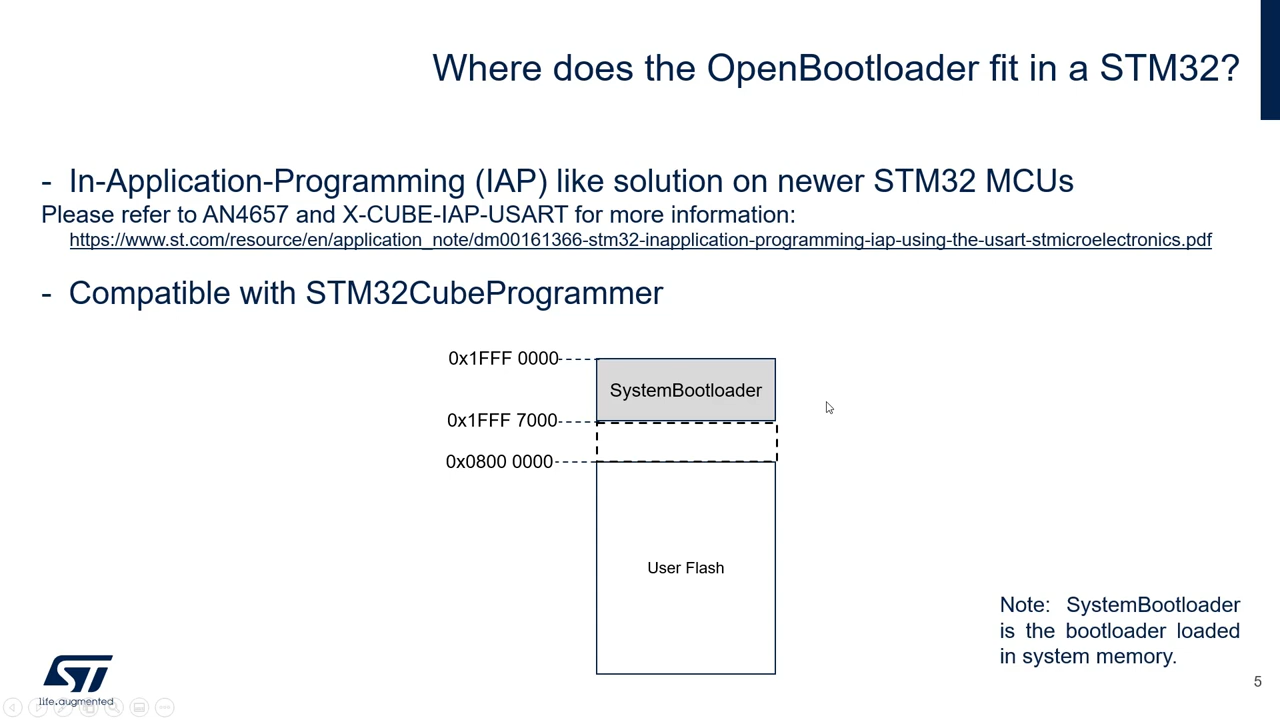 Where does the OpenBootloader fit in a STM32?
- In-Application-Programming (IAP) like solution on newer STM32 MCUs
Please refer to AN4657 and X-CUBE-IAP-USART for more information:
https://www.st.com/resource/en/application_note/dm00161366-stm32-inapplication-programming-iap-using-the-usart-stmicroelectronics.pdf
- Compatible with STM32CubeProgrammer
0x1FFF 0000
SystemBootloader
0x1FFF 7000
0x0800 0000
User Flash
Note: SystemBootloader
is the bootloader loaded
in system memory.
ST
life.augmented
5